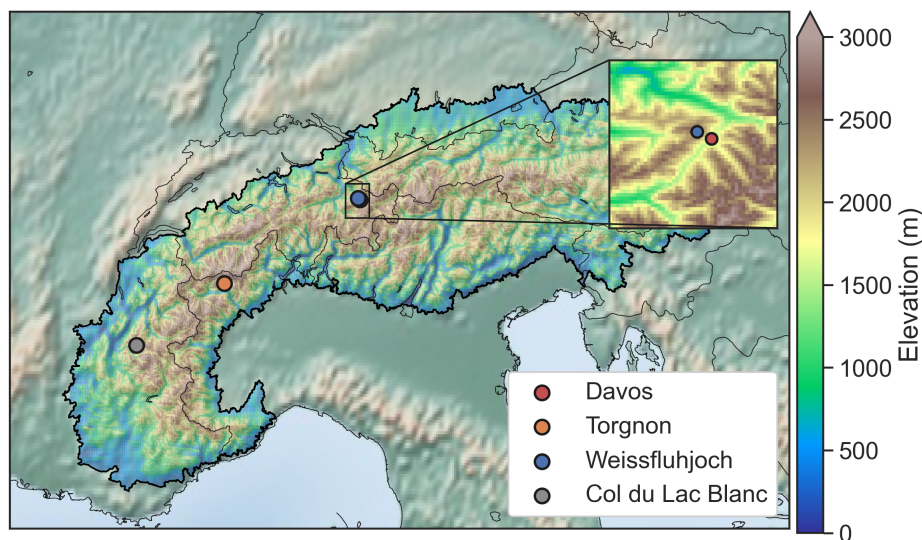 3000
2500
2000
1500
1000
500
0
Elevation (m)
Davos
Torgnon
Weissfluhjoch
Col du Lac Blanc